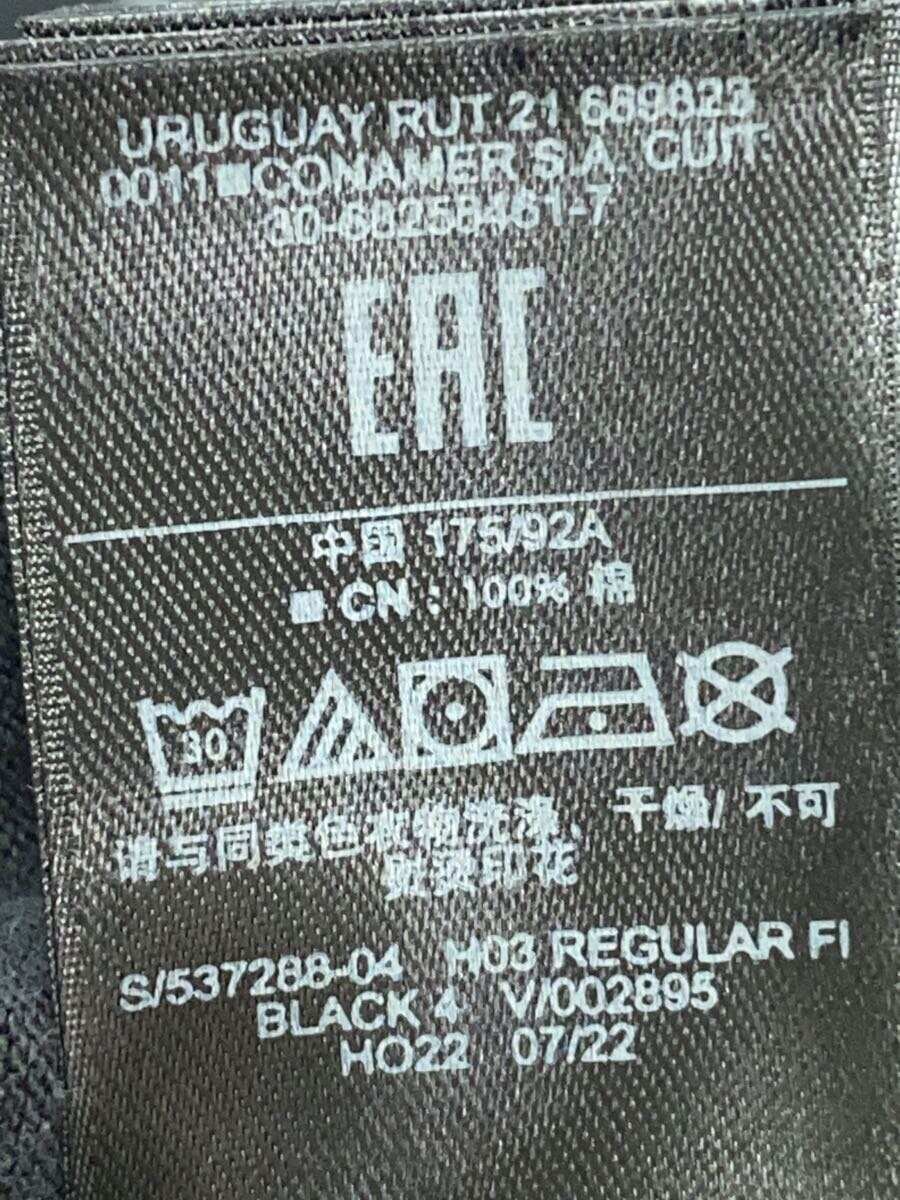 URUGUAY RUT 21 689823
0011■CONAMER S.A. CUIT:
30-68258461-7
EAC
中国 175/92A
■ CN : 100% 棉
30
请与同类色衣物洗涤, 干燥/ 不可
熨烫印花
S/537288-04 H03 REGULAR FI
BLACK 4 V/002895
HO22 07/22